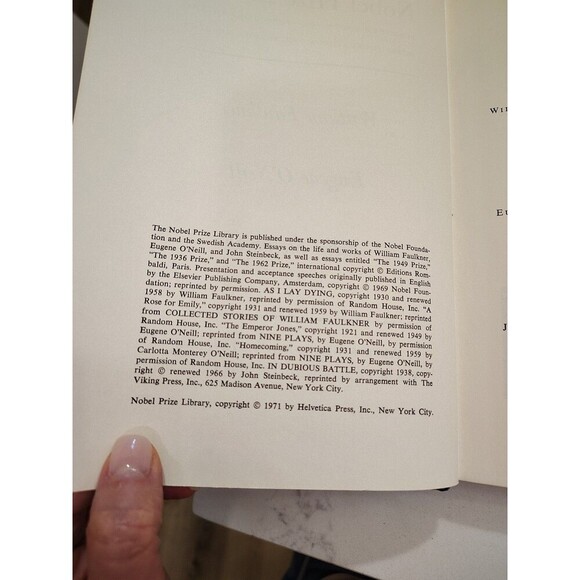 The Nobel Prize Library is published under the sponsorship of the Nobel Founda-
tion and the Swedish Academy. Essays on the life and works of William Faulkner,
Eugene O'Neill, and John Steinbeck, as well as essays entitled "The 1949 Prize,"
"The 1936 Prize," and "The 1962 Prize," international copyright © Editions Rom-
baldi, Paris. Presentation and acceptance speeches originally published in English
by the Elsevier Publishing Company, Amsterdam, copyright © 1969 Nobel Foun-
dation; reprinted by permission. AS I LAY DYING, copyright 1930 and renewed
1958 by William Faulkner, reprinted by permission of Random House, Inc. "A
Rose for Emily," copyright 1931 and renewed 1959 by William Faulkner; reprinted
from COLLECTED STORIES OF WILLIAM FAULKNER by permission of
Random House, Inc. "The Emperor Jones," copyright 1921 and renewed 1949 by
Eugene O'Neill; reprinted from NINE PLAYS, by Eugene O'Neill, by permission
of Random House, Inc. "Homecoming," copyright 1931 and renewed 1959 by
Carlotta Monterey O'Neill; reprinted from NINE PLAYS, by Eugene O'Neill, by
permission of Random House, Inc. IN DUBIOUS BATTLE, copyright 1938, copy-
right © renewed 1966 by John Steinbeck, reprinted by arrangement with The
Viking Press, Inc., 625 Madison Avenue, New York City.
Nobel Prize Library, copyright © 1971 by Helvetica Press, Inc., New York City.
WIL
EU
J